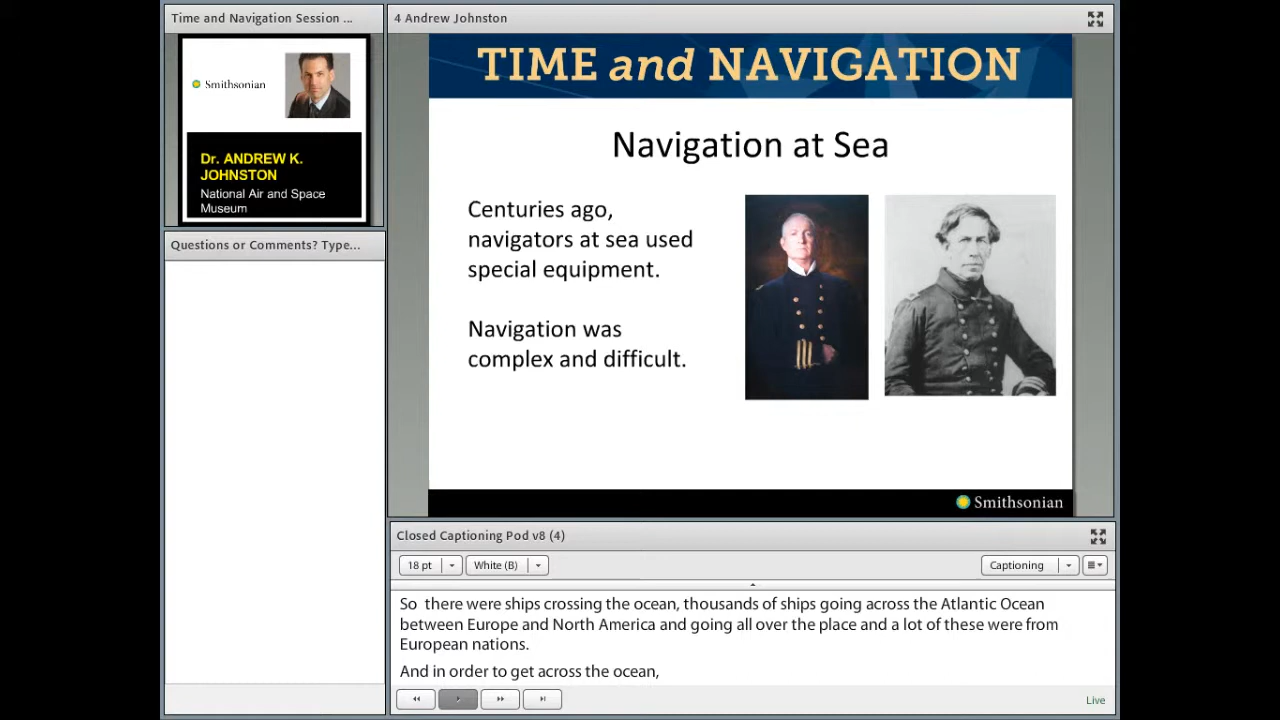 Time and Navigation Session ...
Smithsonian
Dr. ANDREW K.
JOHNSTON
National Air and Space
Museum
Questions or Comments? Type...
4 Andrew Johnston
TIME and NAVIGATION
Navigation at Sea
Centuries ago,
navigators at sea used
special equipment.
Navigation was
complex and difficult.
Smithsonian
Closed Captioning Pod v8 (4)
18 pt
White (B)
Captioning
So there were ships crossing the ocean, thousands of ships going across the Atlantic Ocean
between Europe and North America and going all over the place and a lot of these were from
European nations.
And in order to get across the ocean,
Live